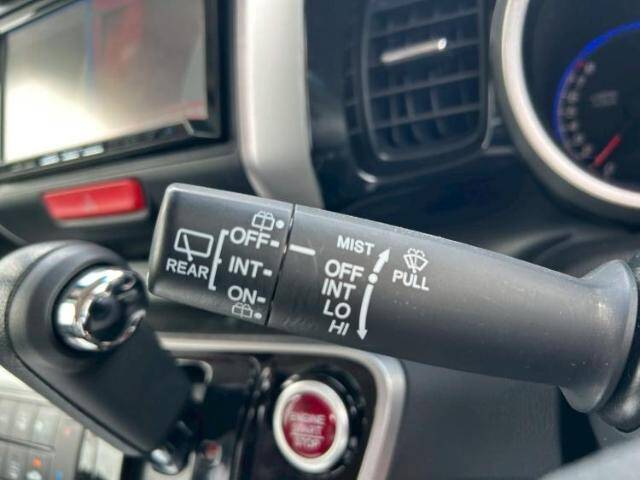 REAR
OFF
INT
ON
MIST
OFF
INT
LO
HI
PULL
ENGINE
START
STOP